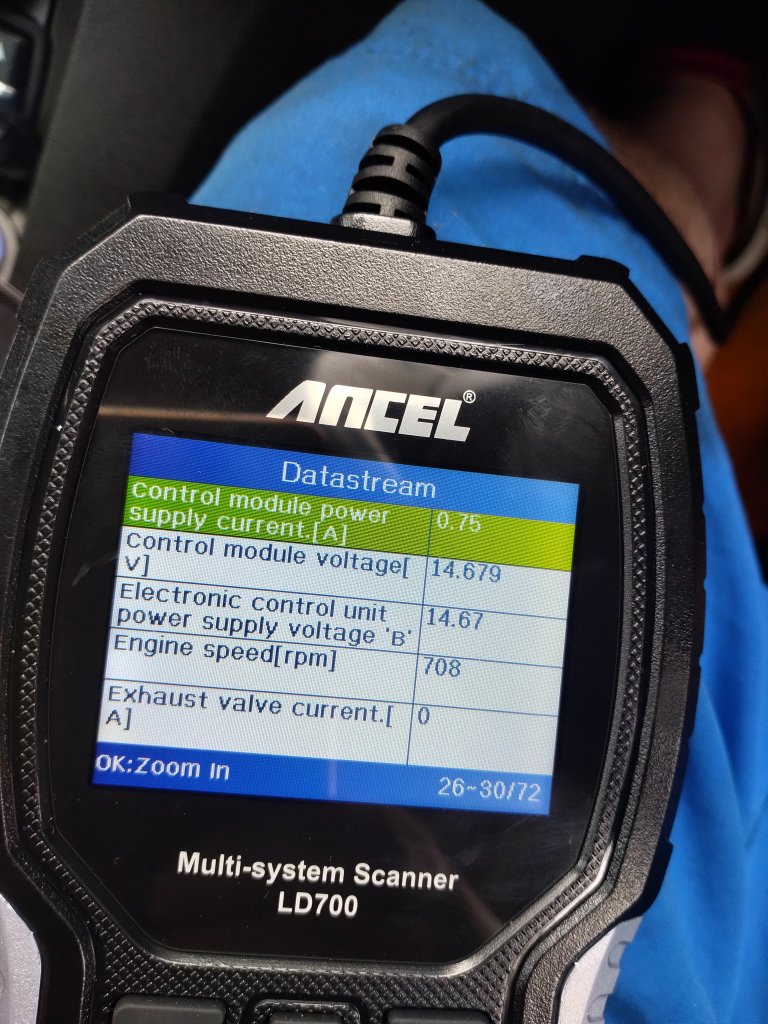 ANCEL®
Datastream
Control module power 0.75
supply current.[A]
Control module voltage[ 14.679
V]
Electronic control unit 14.67
power supply voltage 'B'
Engine speed[rpm] 708
Exhaust valve current.[ 0
A]
OK:Zoom In 26~30/72
Multi-system Scanner
LD700